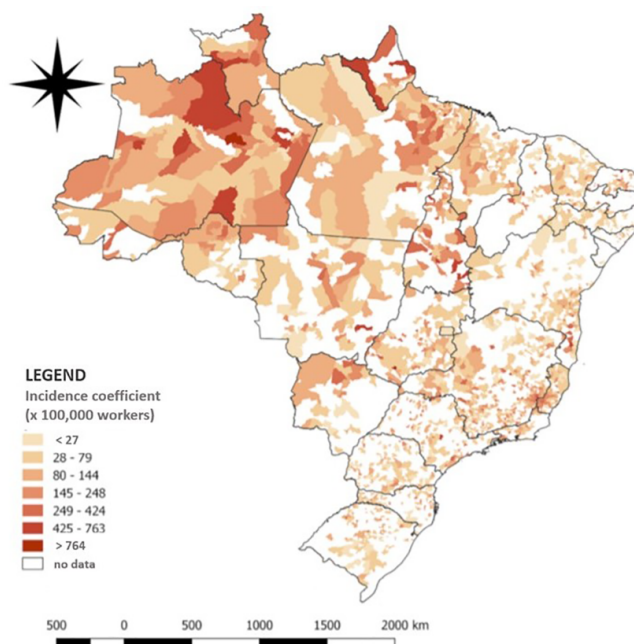 LEGEND
Incidence coefficient
(x 100,000 workers)
< 27
28 - 79
80 - 144
145 - 248
249 - 424
425 - 763
> 764
no data
500 0 500 1000 1500 2000 km